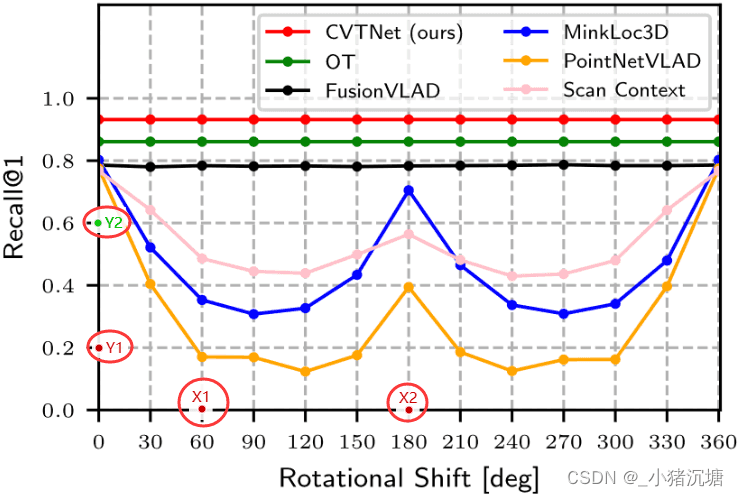 CVTNet (ours)
OT
FusionVLAD
MinkLoc3D
PointNetVLAD
Scan Context
Recall@1
1.0
0.8
0.6
0.4
0.2
0.0
Y2
Y1
X1
X2
0 30 60 90 120 150 180 210 240 270 300 330 360
Rotational Shift [deg]
CSDN @_小猪沉塘